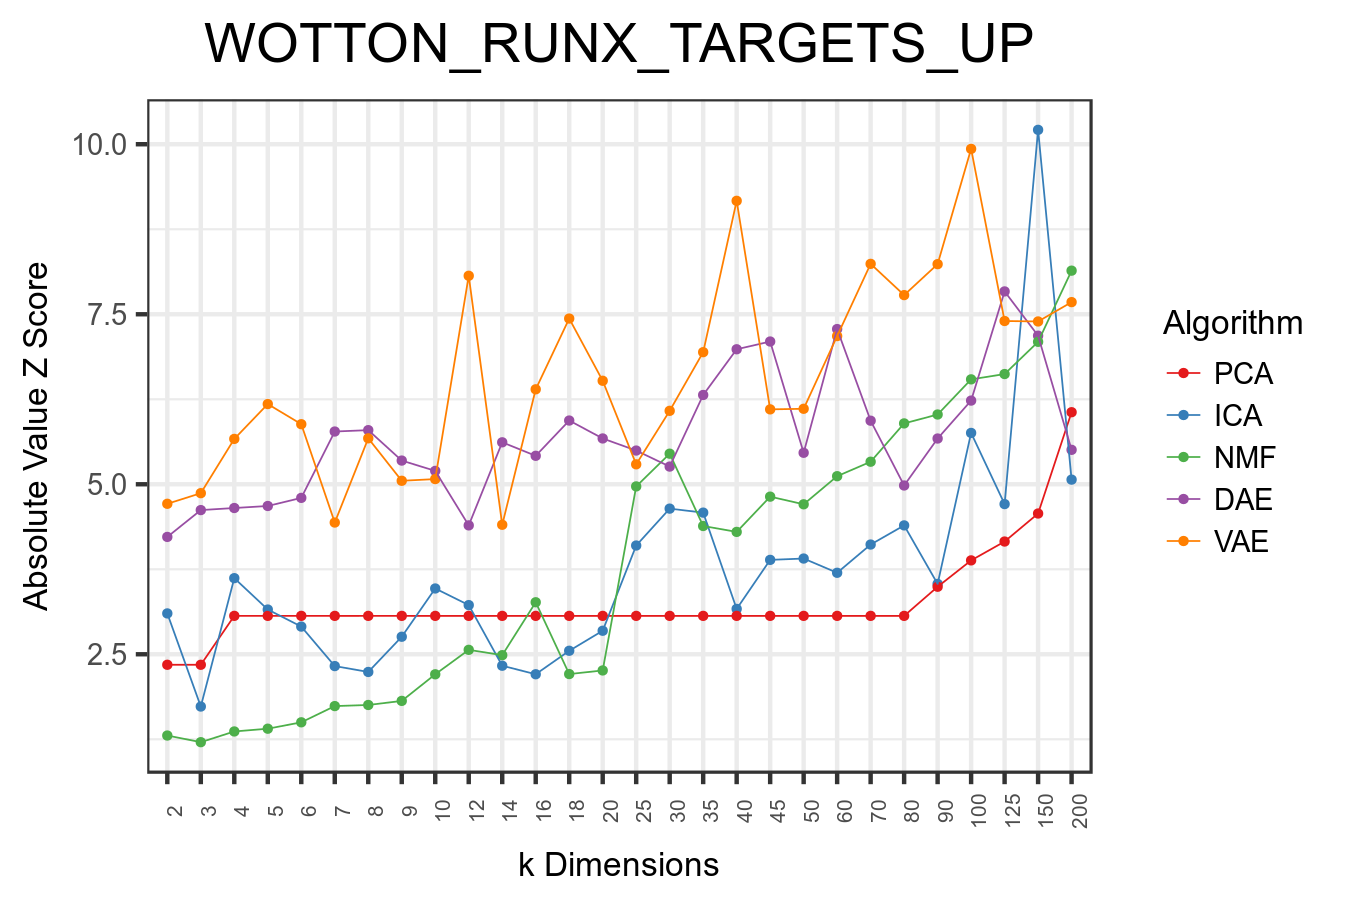 WOTTON_RUNX_TARGETS_UP
10.0
7.5
5.0
2.5
Absolute Value Z Score
2 3 4 5 6 7 8 9 10 12 14 16 18 20 25 30 35 40 45 50 60 70 80 90 100 125 150 200
k Dimensions
Algorithm
PCA
ICA
NMF
DAE
VAE